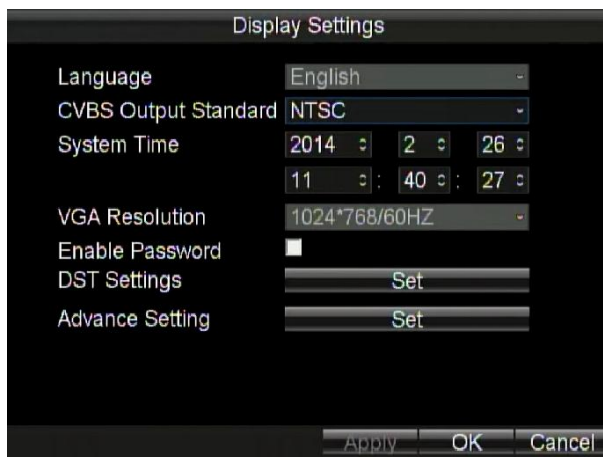 Display Settings
Language English
CVBS Output Standard NTSC
System Time 2014 2 26
11 : 40 : 27
VGA Resolution 1024*768/60HZ
Enable Password
DST Settings Set
Advance Setting Set
Apply OK Cancel